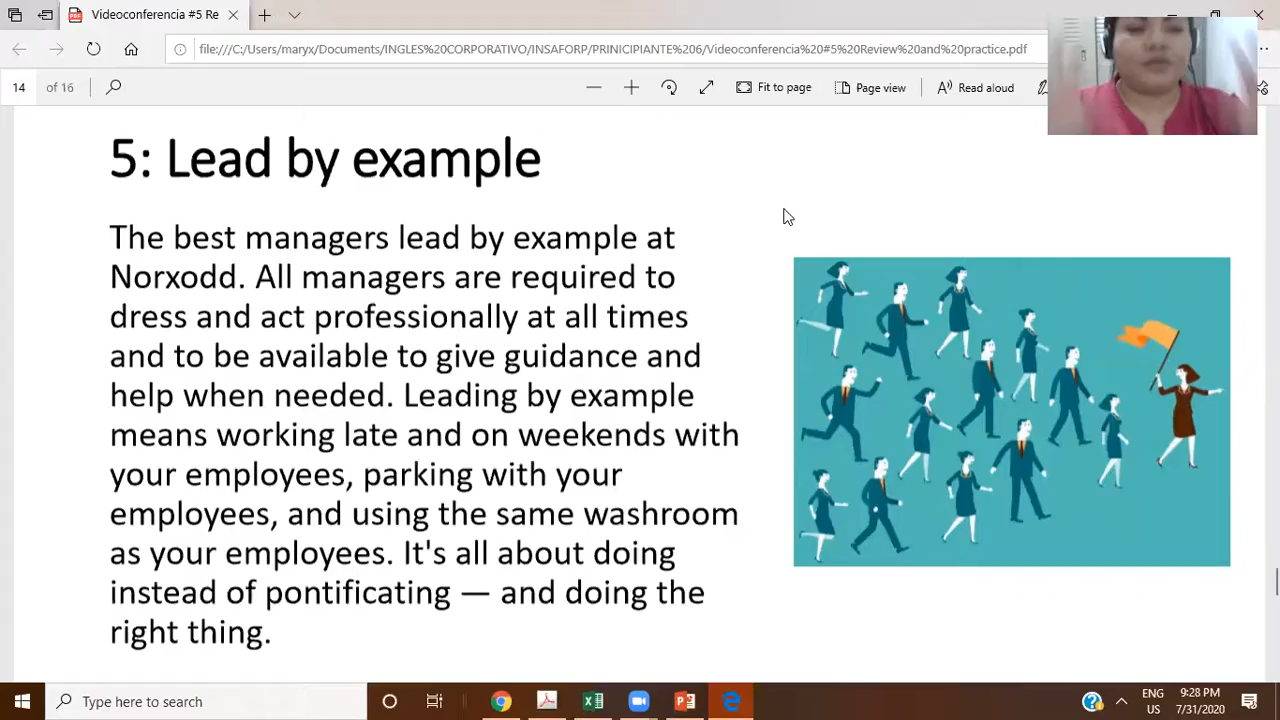 Videoconferencia #5 Re
file:///C:/Users/maryx/Documents/INGLES%20CORPORATIVO/INSAFORP/PRINICIPIANTE%206/Videoconferencia%20#5%20Review%20and%20practice.pdf
14 of 16
Fit to page
Page view
Read aloud
5: Lead by example
The best managers lead by example at
Norxodd. All managers are required to
dress and act professionally at all times
and to be available to give guidance and
help when needed. Leading by example
means working late and on weekends with
your employees, parking with your
employees, and using the same washroom
as your employees. It's all about doing
instead of pontificating — and doing the
right thing.
Type here to search
ENG
US
9:28 PM
7/31/2020